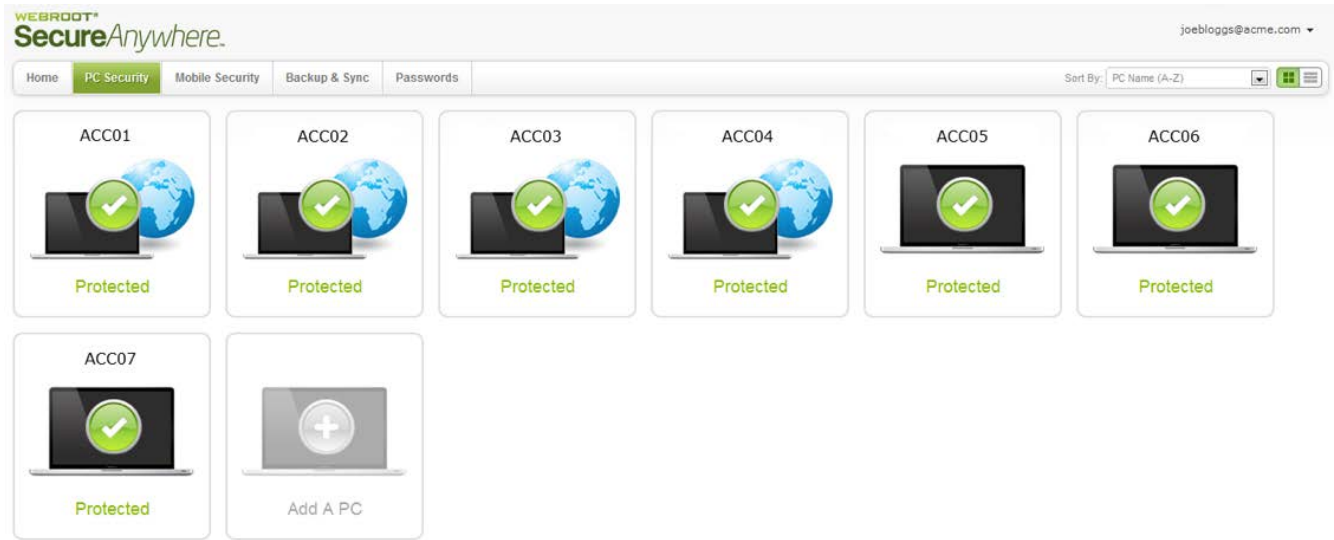 WEBROOT®
SecureAnywhere.
joebloggs@acme.com
Home PC Security Mobile Security Backup & Sync Passwords
Sort By: PC Name (A-Z)
ACC01 ACC02 ACC03 ACC04 ACC05 ACC06
Protected Protected Protected Protected Protected Protected
ACC07
Protected Add A PC